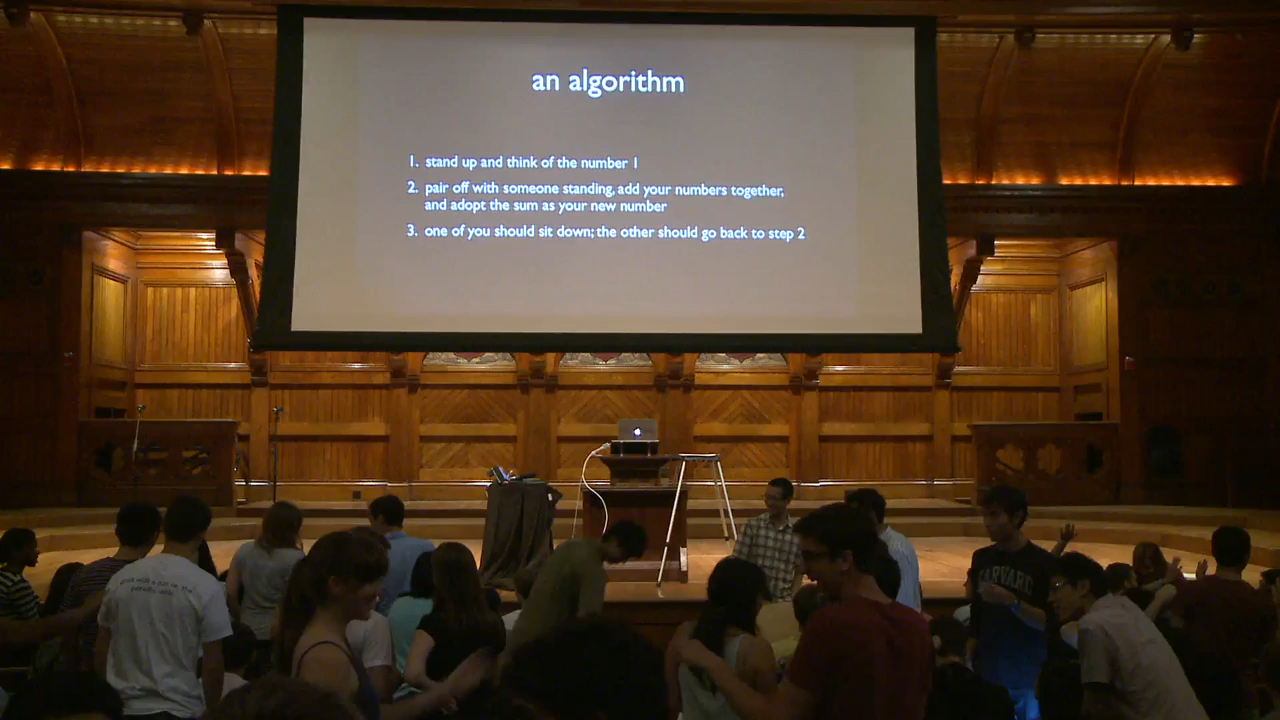 an algorithm
1. stand up and think of the number 1
2. pair off with someone standing, add your numbers together,
and adopt the sum as your new number
3. one of you should sit down; the other should go back to step 2
HARVARD